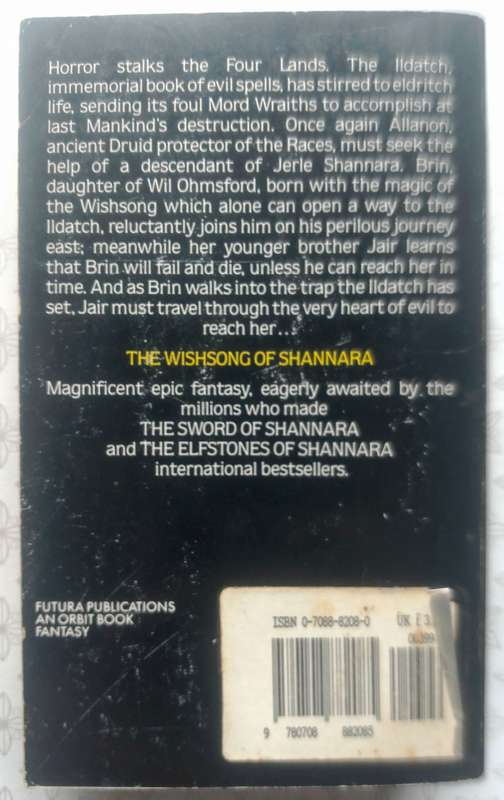 Horror stalks the Four Lands. The Ildatch,
immemorial book of evil spells, has stirred to eldritch
life, sending its foul Mord Wraiths to accomplish at
last Mankind's destruction. Once again Allanon,
ancient Druid protector of the Races, must seek the
help of a descendant of Jerle Shannara. Brin,
daughter of Wil Ohmsford, born with the magic of
the Wishsong which alone can open a way to the
Ildatch, reluctantly joins him on his perilous journey
east; meanwhile her younger brother Jair learns
that Brin will fail and die, unless he can reach her in
time. And as Brin walks into the trap the Ildatch has
set, Jair must travel through the very heart of evil to
reach her...
THE WISHSONG OF SHANNARA
Magnificent epic fantasy, eagerly awaited by the
millions who made
THE SWORD OF SHANNARA
and THE ELFSTONES OF SHANNARA
international bestsellers.
FUTURA PUBLICATIONS
AN ORBIT BOOK
FANTASY
ISBN 0-7088-8208-0 UK £ 3.
00399
9 780708 882085